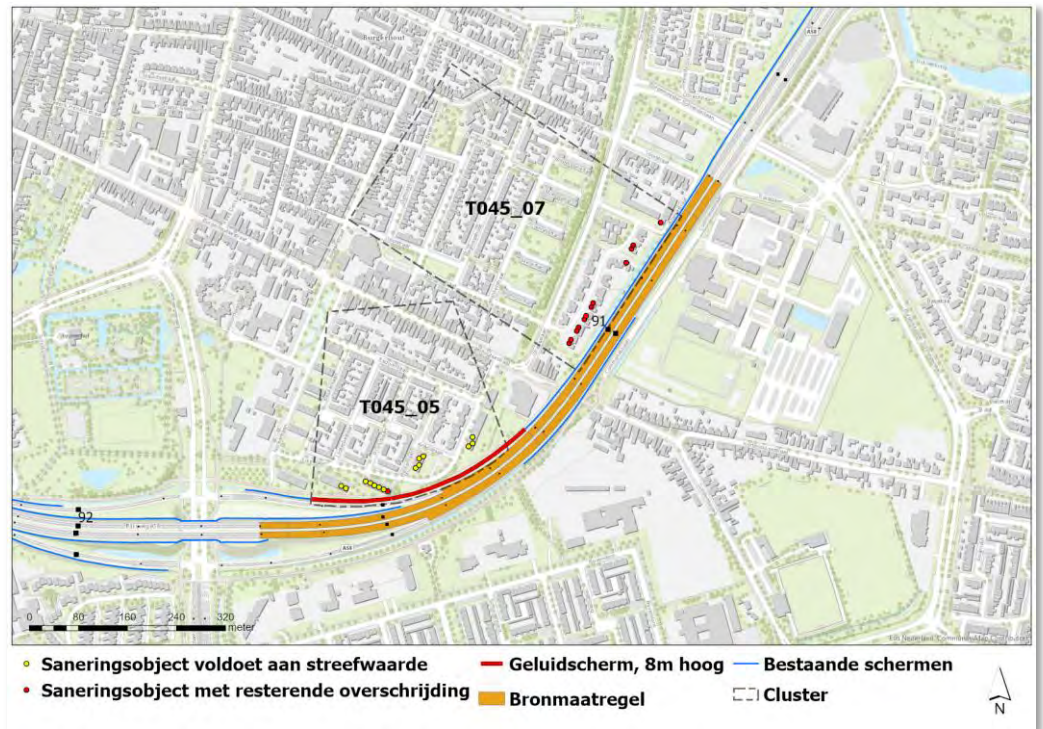 A58
T045_07
91
T045_05
92
A58
0 80 160 240 320
meter
Saneringsobject voldoet aan streefwaarde
Geluidscherm, 8m hoog
Bestaande schermen
Saneringsobject met resterende overschrijding
Bronmaatregel
Cluster
N